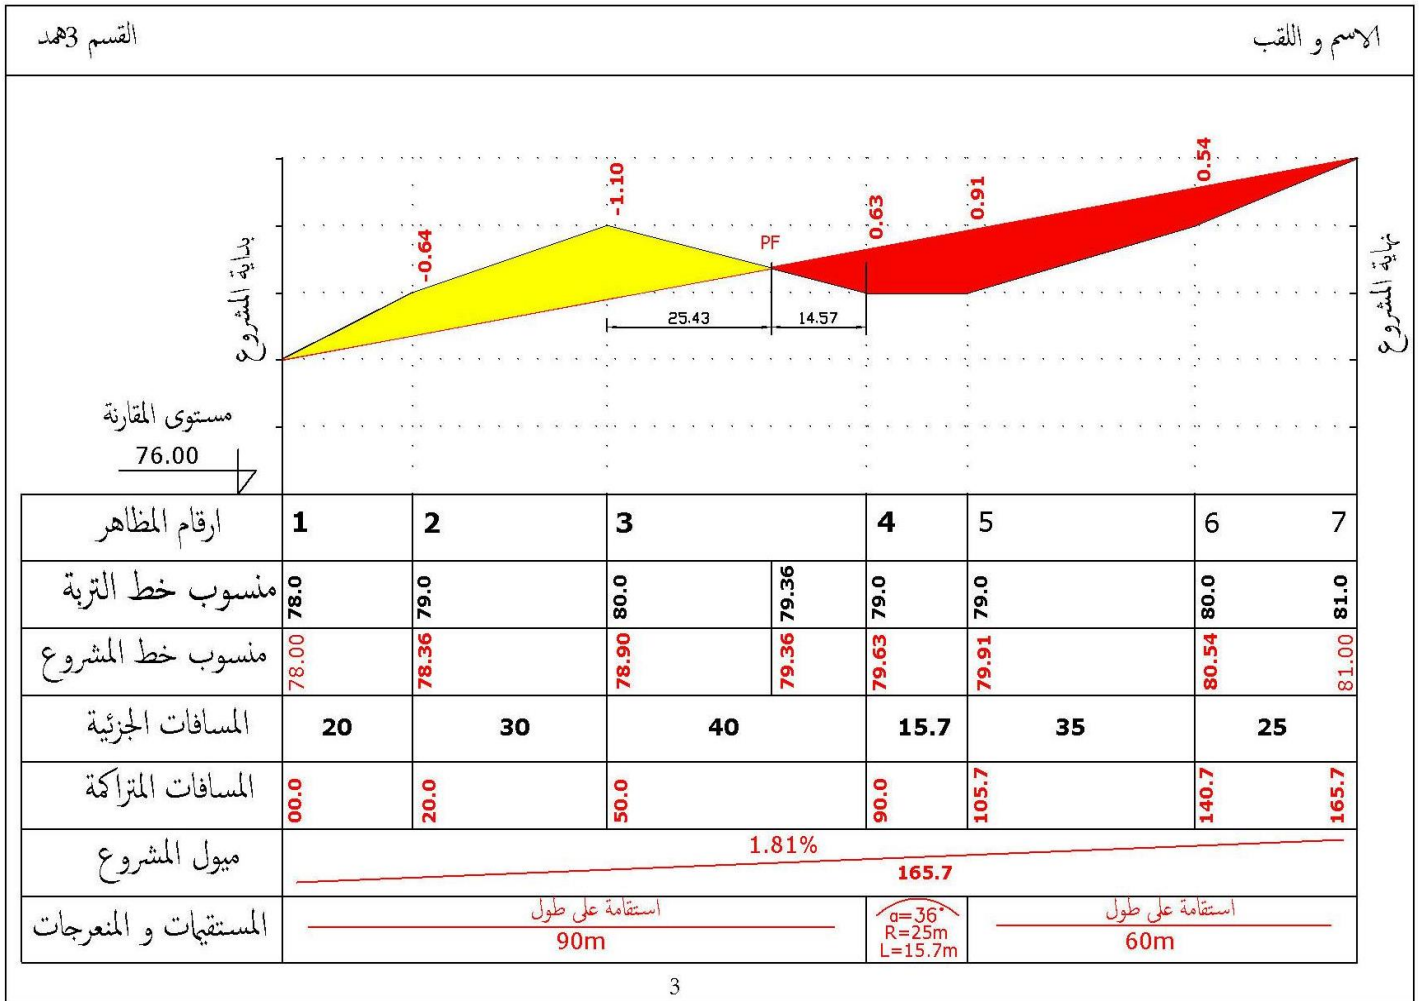 الاسم و اللقب
القسم 3همد
-0.64
-1.10
PF
0.63
0.91
0.54
25.43
14.57
بداية المشروع
نهاية المشروع
مستوى المقارنة
76.00
ارقام المظاهر 1 2 3 4 5 6 7
منسوب خط التربة 78.0 79.0 80.0 79.36 79.0 79.0 80.0 81.0
منسوب خط المشروع 78.00 78.36 78.90 79.36 79.63 79.91 80.54 81.00
المسافات الجزئية 20 30 40 15.7 35 25
المسافات المتراكمة 00.0 20.0 50.0 90.0 105.7 140.7 165.7
ميول المشروع 1.81%
165.7
المستقيمات و المنعرجات
استقامة على طول
90m
α=36°
R=25m
L=15.7m
استقامة على طول
60m
3